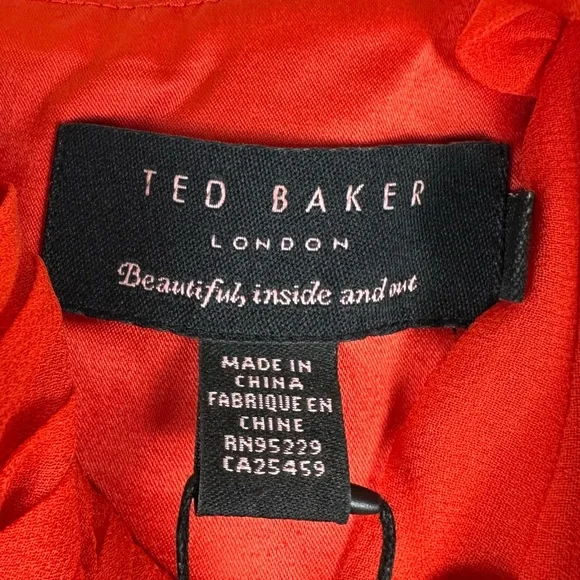 TED BAKER
LONDON
Beautiful, inside and out
MADE IN
CHINA
FABRIQUE EN
CHINE
RN95229
CA25459